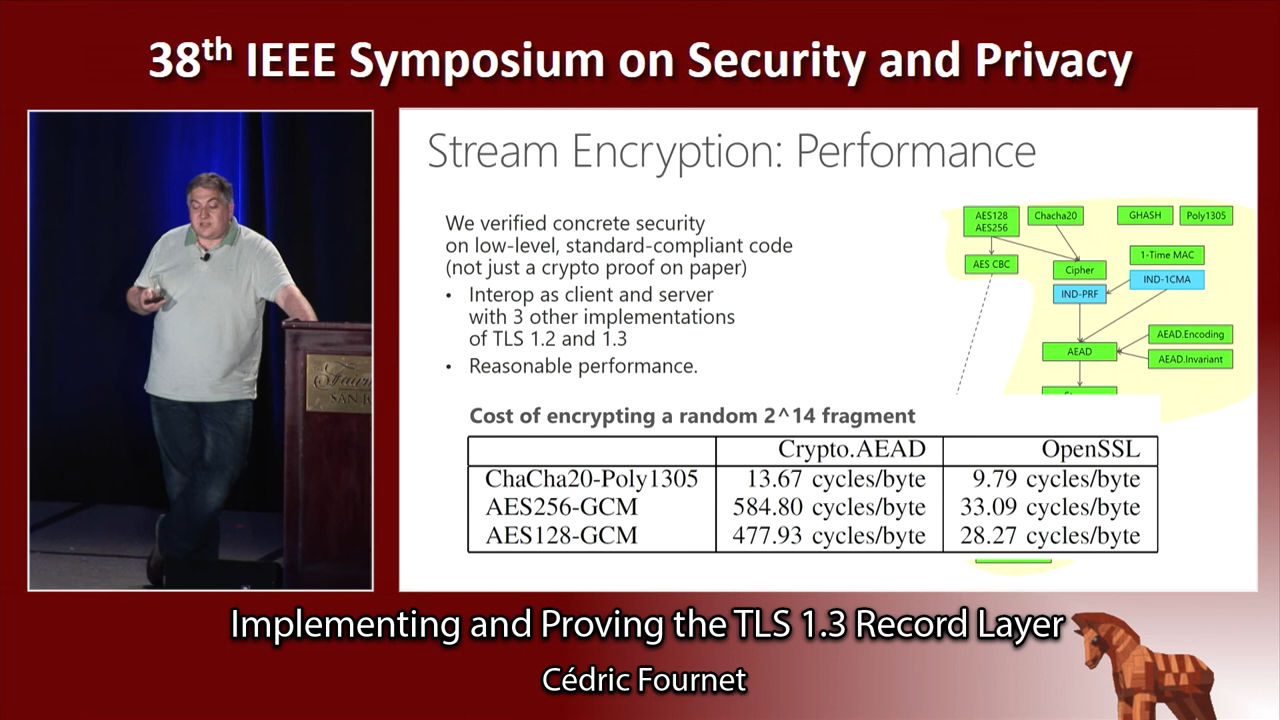 38th IEEE Symposium on Security and Privacy
Stream Encryption: Performance
We verified concrete security
on low-level, standard-compliant code
(not just a crypto proof on paper)
• Interop as client and server
with 3 other implementations
of TLS 1.2 and 1.3
• Reasonable performance.
AES128
AES256
Chacha20
GHASH
Poly1305
AES CBC
Cipher
1-Time MAC
IND-PRF
IND-1CMA
AEAD
AEAD.Encoding
AEAD.Invariant
Cost of encrypting a random 2^14 fragment
Crypto.AEAD OpenSSL
ChaCha20-Poly1305 13.67 cycles/byte 9.79 cycles/byte
AES256-GCM 584.80 cycles/byte 33.09 cycles/byte
AES128-GCM 477.93 cycles/byte 28.27 cycles/byte
Implementing and Proving the TLS 1.3 Record Layer
Cédric Fournet